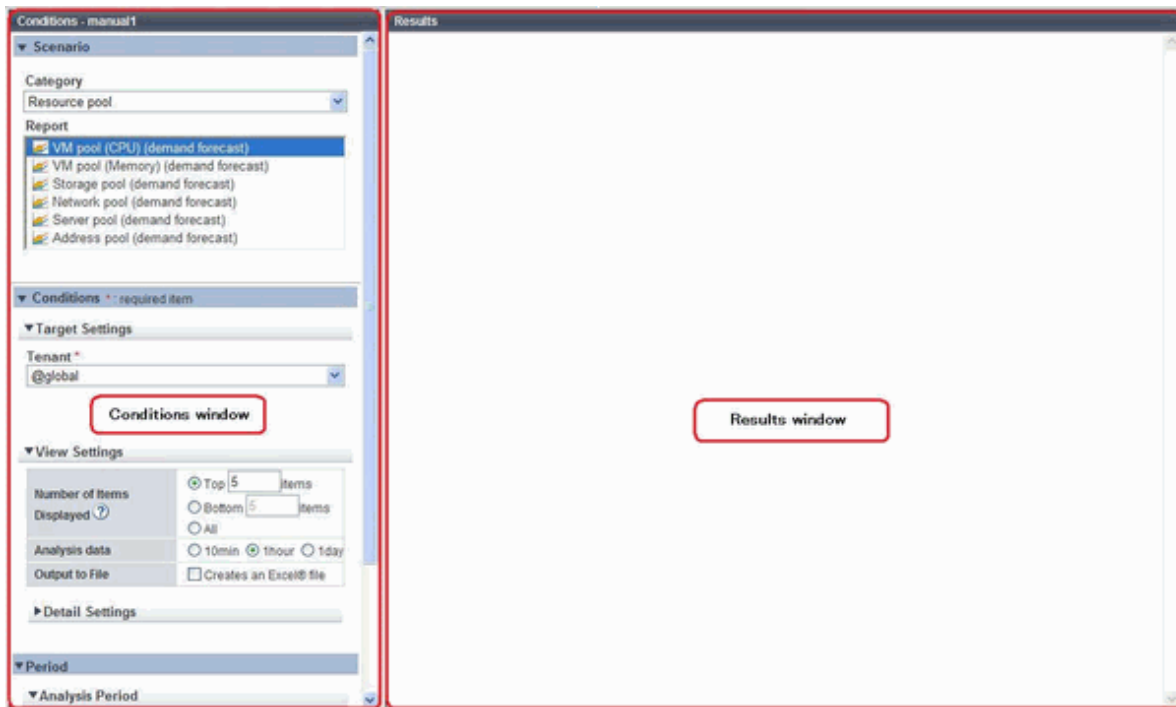 Conditions - manual1
Scenario
Category
Resource pool
Report
VM pool (CPU) (demand forecast)
VM pool (Memory) (demand forecast)
Storage pool (demand forecast)
Network pool (demand forecast)
Server pool (demand forecast)
Address pool (demand forecast)
Conditions * : required item
Target Settings
Tenant *
@global
Conditions window
View Settings
Number of Items Displayed ?
Top 5 items
Bottom 5 items
All
Analysis data
10min 1hour 1day
Output to File
Creates an Excel® file
Detail Settings
Period
Analysis Period
Results
Results window